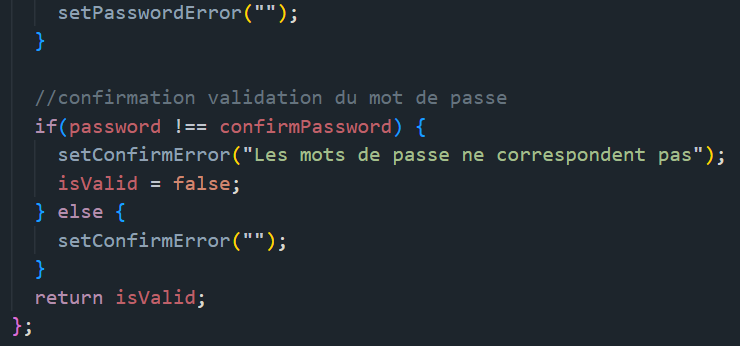 setPasswordError("");
}
//confirmation validation du mot de passe
if(password !== confirmPassword) {
setConfirmError("Les mots de passe ne correspondent pas");
isValid = false;
} else {
setConfirmError("");
}
return isValid;
};